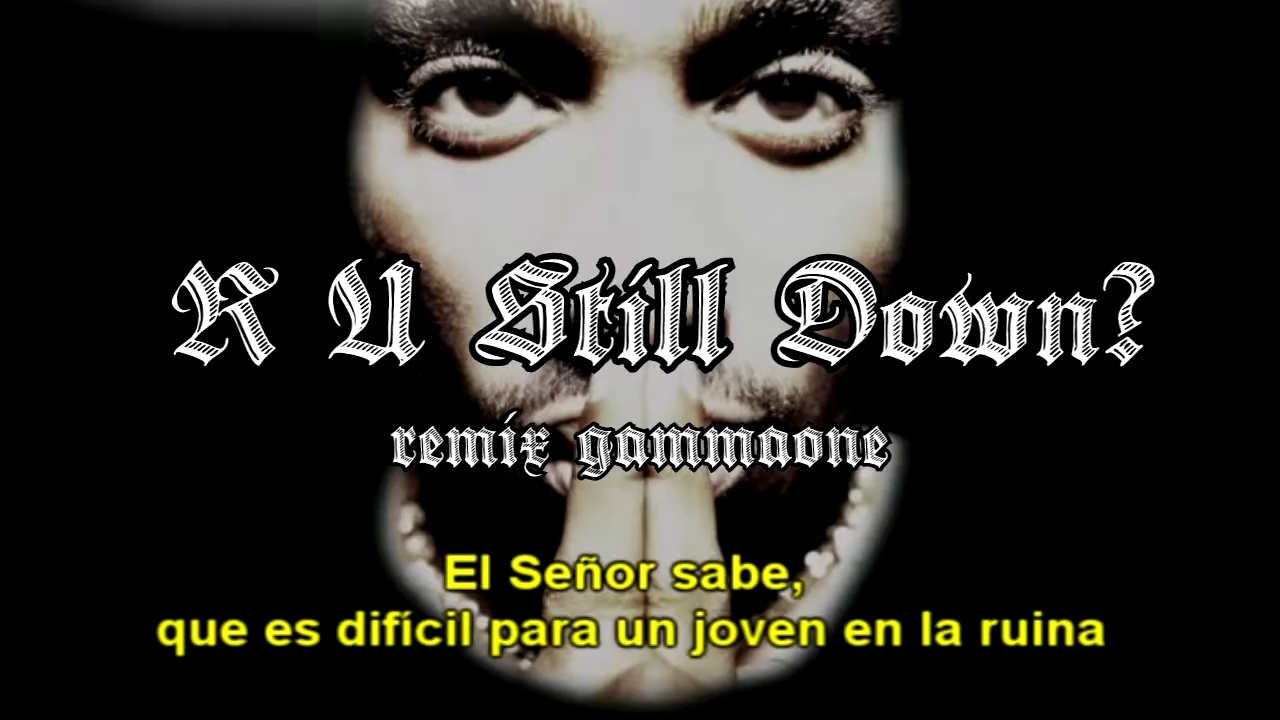 R U Still Down?
remix gammaone
El Señor sabe,
que es difícil para un joven en la ruina